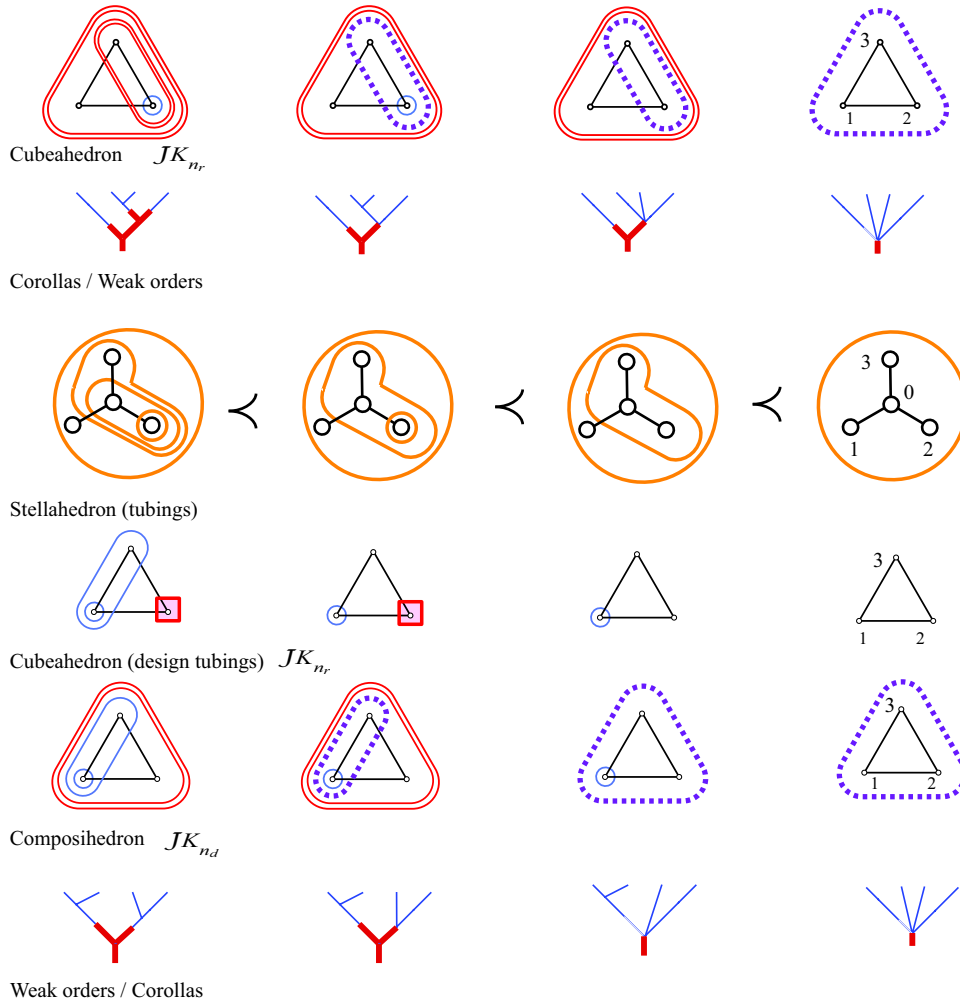 3
1 2
Cubeahedron JK_{n_r}
Corollas / Weak orders
3
0
≺ ≺ ≺
1 2
Stellahedron (tubings)
3
1 2
Cubeahedron (design tubings) JK_{n_r}
3
1 2
Composihedron JK_{n_d}
Weak orders / Corollas